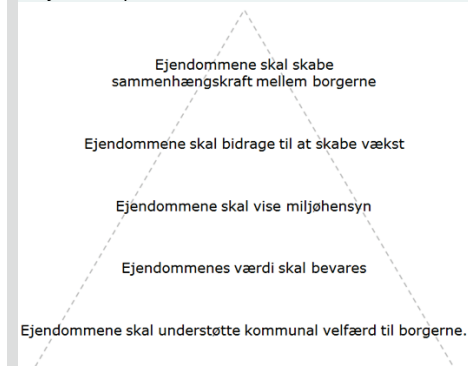 Ejendommene skal skabe
sammenhængskraft mellem borgerne
Ejendommene skal bidrage til at skabe vækst
Ejendommene skal vise miljøhensyn
Ejendommenes værdi skal bevares
Ejendommene skal understøtte kommunal velfærd til borgerne.